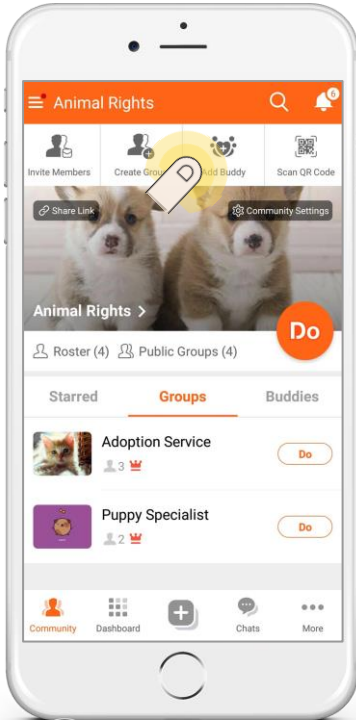 Animal Rights
6
Invite Members
Create Grou
Add Buddy
Scan QR Code
Share Link
Community Settings
Animal Rights >
Do
Roster (4) Public Groups (4)
Starred Groups Buddies
Adoption Service
3
Do
Puppy Specialist
2
Do
Community Dashboard Chats More